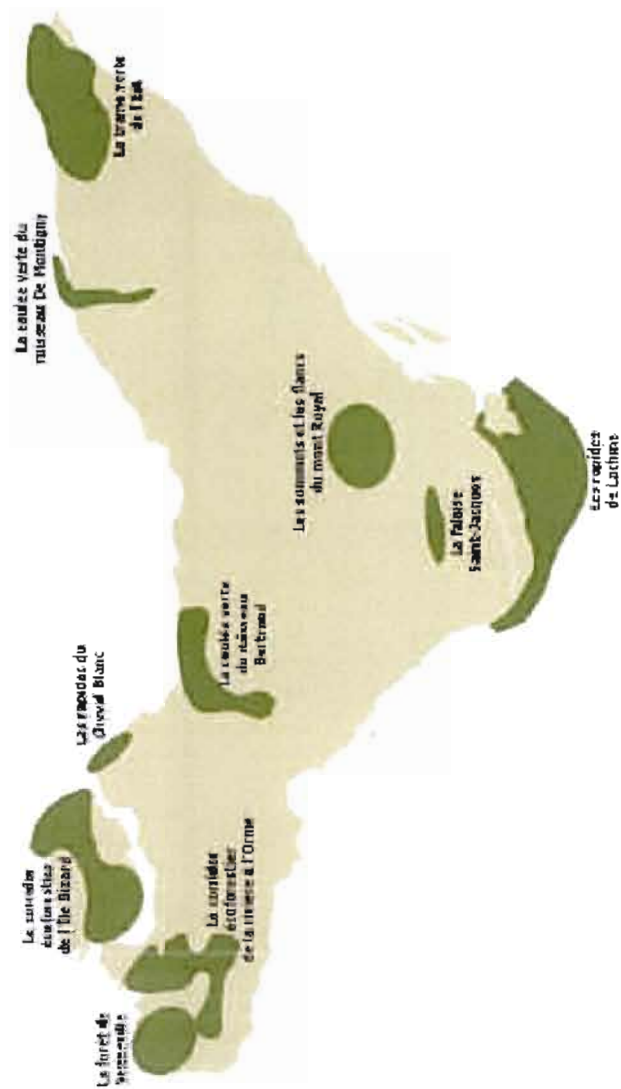 La forêt de
Senneville
Le corridor
écoforestier
de l'Île Bizard
Le corridor
écoforestier
de la rivière à l'Orme
Les rapides du
Cheval Blanc
La coulée verte
du ruisseau
Bertrand
La coulée verte du
ruisseau De Montigny
La trame verte
de l'Est
Les sommets et les flancs
du mont Royal
La falaise
Saint-Jacques
Les rapides
de Lachine